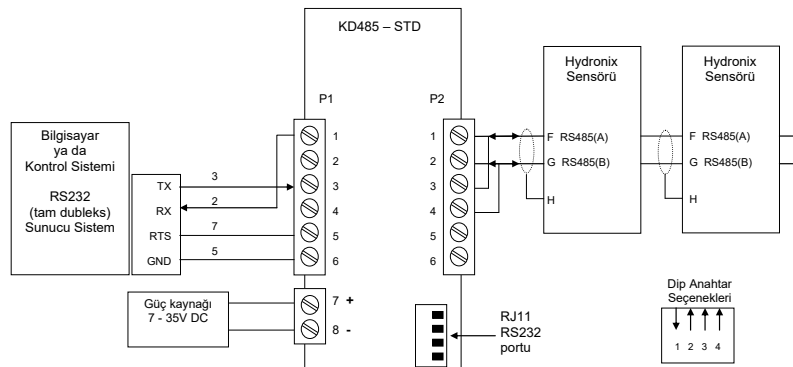 KD485 – STD
P1
P2
1
2
3
4
5
6
7 +
8 -
1
2
3
4
5
6
Bilgisayar
ya da
Kontrol Sistemi
RS232
(tam dubleks)
Sunucu Sistem
TX
RX
RTS
GND
3
2
7
5
Güç kaynağı
7 - 35V DC
RJ11
RS232
portu
Hydronix
Sensörü
F RS485(A)
G RS485(B)
H
Hydronix
Sensörü
F RS485(A)
G RS485(B)
H
Dip Anahtar
Seçenekleri
1 2 3 4